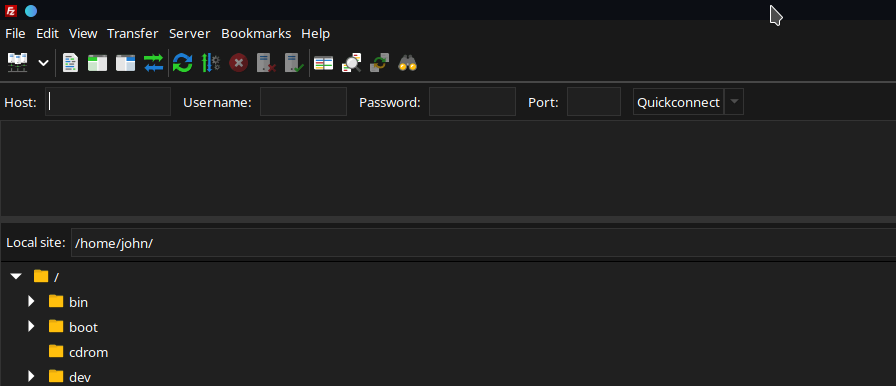 Fz
File Edit View Transfer Server Bookmarks Help
Host: Username: Password: Port: Quickconnect
Local site: /home/john/
/
bin
boot
cdrom
dev